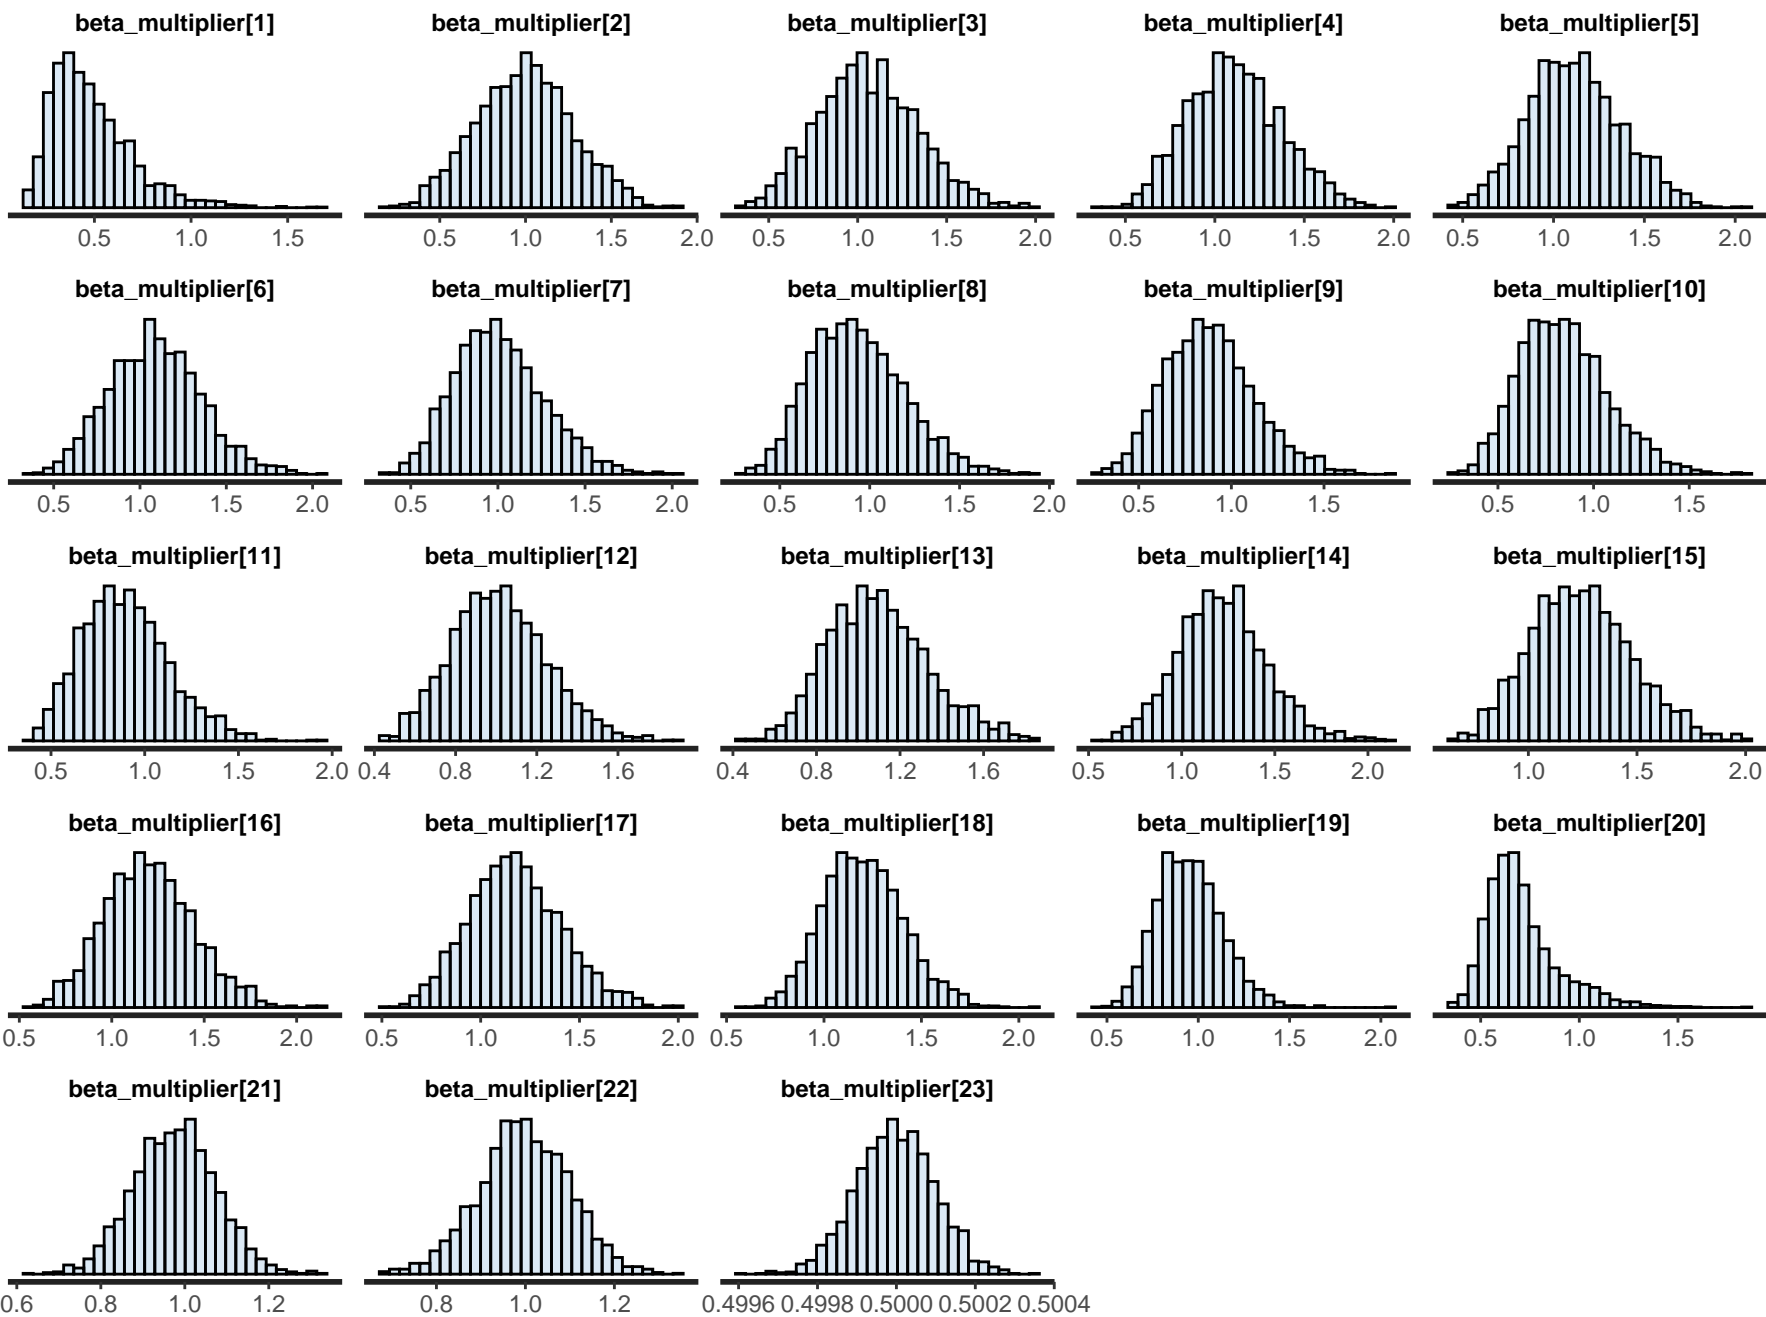 beta_multiplier[1] beta_multiplier[2] beta_multiplier[3] beta_multiplier[4] beta_multiplier[5]
0.5 1.0 1.5 0.5 1.0 1.5 2.0 0.5 1.0 1.5 2.0 0.5 1.0 1.5 2.0 0.5 1.0 1.5 2.0
beta_multiplier[6] beta_multiplier[7] beta_multiplier[8] beta_multiplier[9] beta_multiplier[10]
0.5 1.0 1.5 2.0 0.5 1.0 1.5 2.0 0.5 1.0 1.5 2.0 0.5 1.0 1.5 0.5 1.0 1.5
beta_multiplier[11] beta_multiplier[12] beta_multiplier[13] beta_multiplier[14] beta_multiplier[15]
0.5 1.0 1.5 2.0 0.4 0.8 1.2 1.6 0.4 0.8 1.2 1.6 0.5 1.0 1.5 2.0 1.0 1.5 2.0
beta_multiplier[16] beta_multiplier[17] beta_multiplier[18] beta_multiplier[19] beta_multiplier[20]
0.5 1.0 1.5 2.0 0.5 1.0 1.5 2.0 0.5 1.0 1.5 2.0 0.5 1.0 1.5 2.0 0.5 1.0 1.5
beta_multiplier[21] beta_multiplier[22] beta_multiplier[23]
0.6 0.8 1.0 1.2 0.8 1.0 1.2 0.4996 0.4998 0.5000 0.5002 0.5004